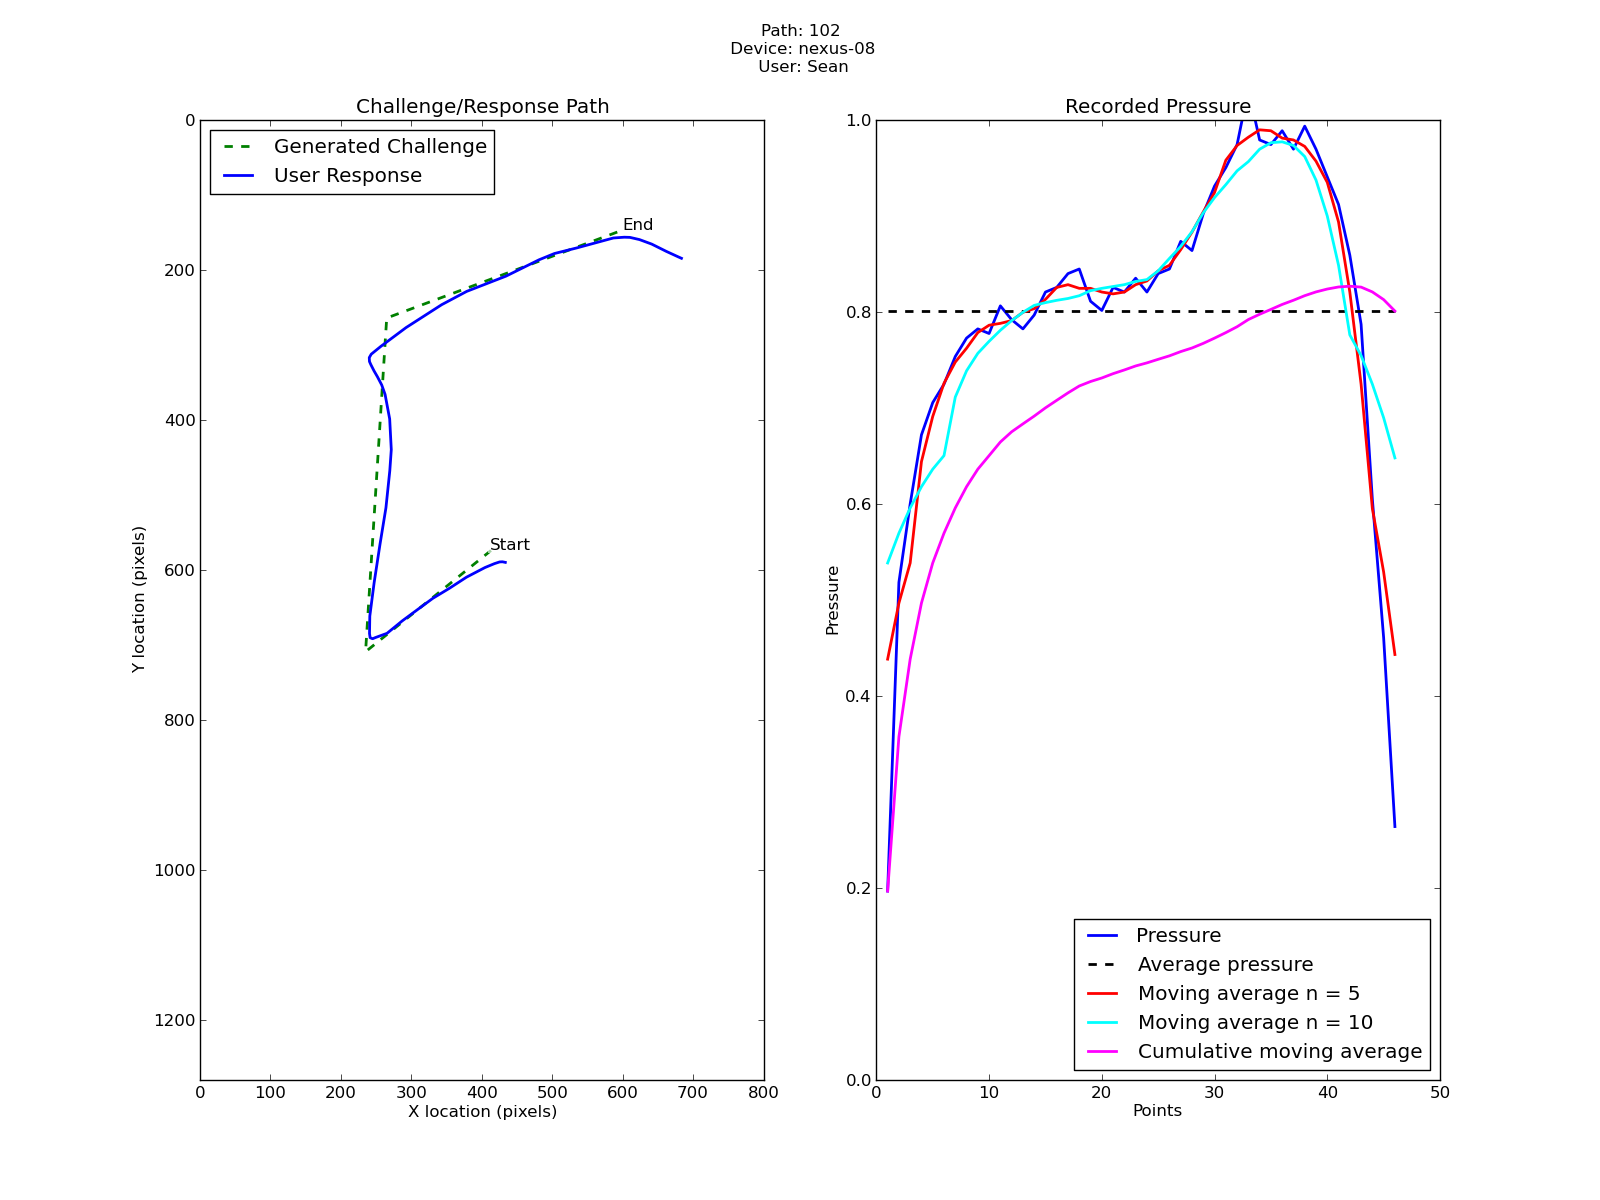 Path: 102
Device: nexus-08
User: Sean
Challenge/Response Path
Generated Challenge
User Response
End
Start
0
200
400
600
800
1000
1200
Y location (pixels)
0 100 200 300 400 500 600 700 800
X location (pixels)
Recorded Pressure
1.0
0.8
0.6
0.4
0.2
0.0
Pressure
Pressure
Average pressure
Moving average n = 5
Moving average n = 10
Cumulative moving average
0 10 20 30 40 50
Points